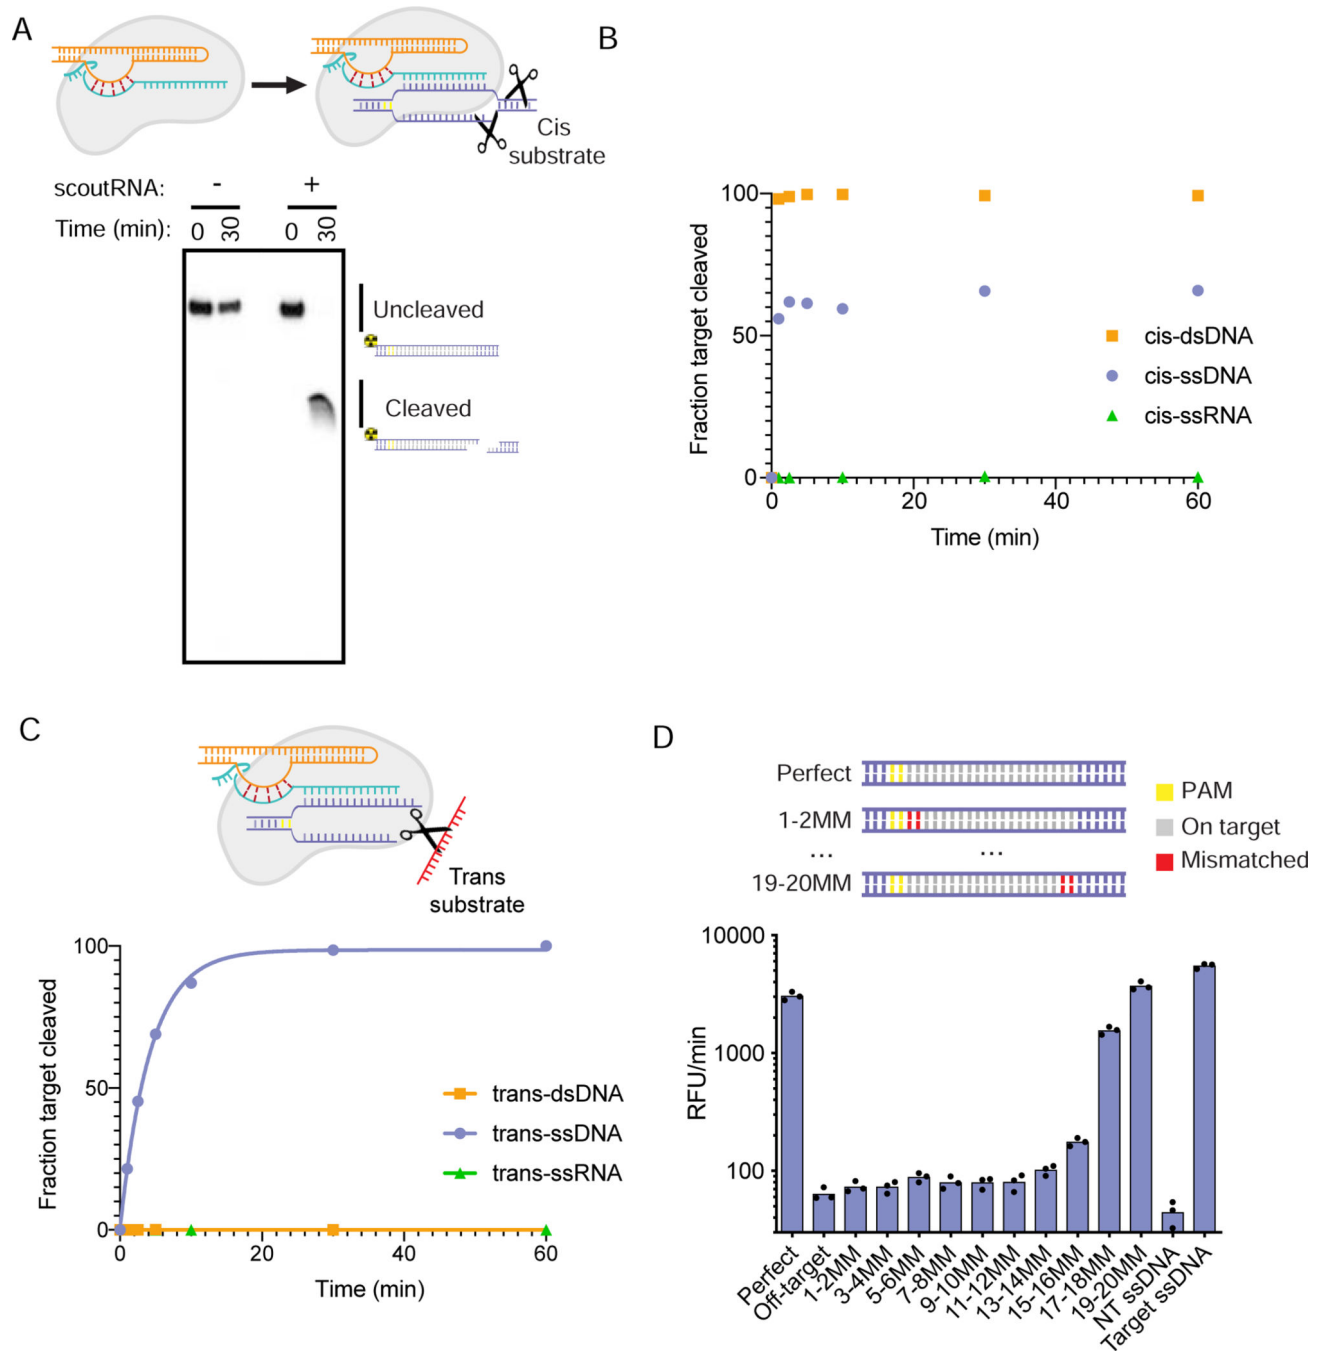 A
Cis
substrate
scoutRNA: - +
Time (min): 0 30 0 30
Uncleaved
Cleaved
B
Fraction target cleaved
100
50
0
0 20 40 60
Time (min)
cis-dsDNA
cis-ssDNA
cis-ssRNA
C
Trans
substrate
Fraction target cleaved
100
50
0
0 20 40 60
Time (min)
trans-dsDNA
trans-ssDNA
trans-ssRNA
D
Perfect
1-2MM
... ...
19-20MM
PAM
On target
Mismatched
RFU/min
10000
1000
100
Perfect
Off-target
1-2MM
3-4MM
5-6MM
7-8MM
9-10MM
11-12MM
13-14MM
15-16MM
17-18MM
19-20MM
NT ssDNA
Target ssDNA